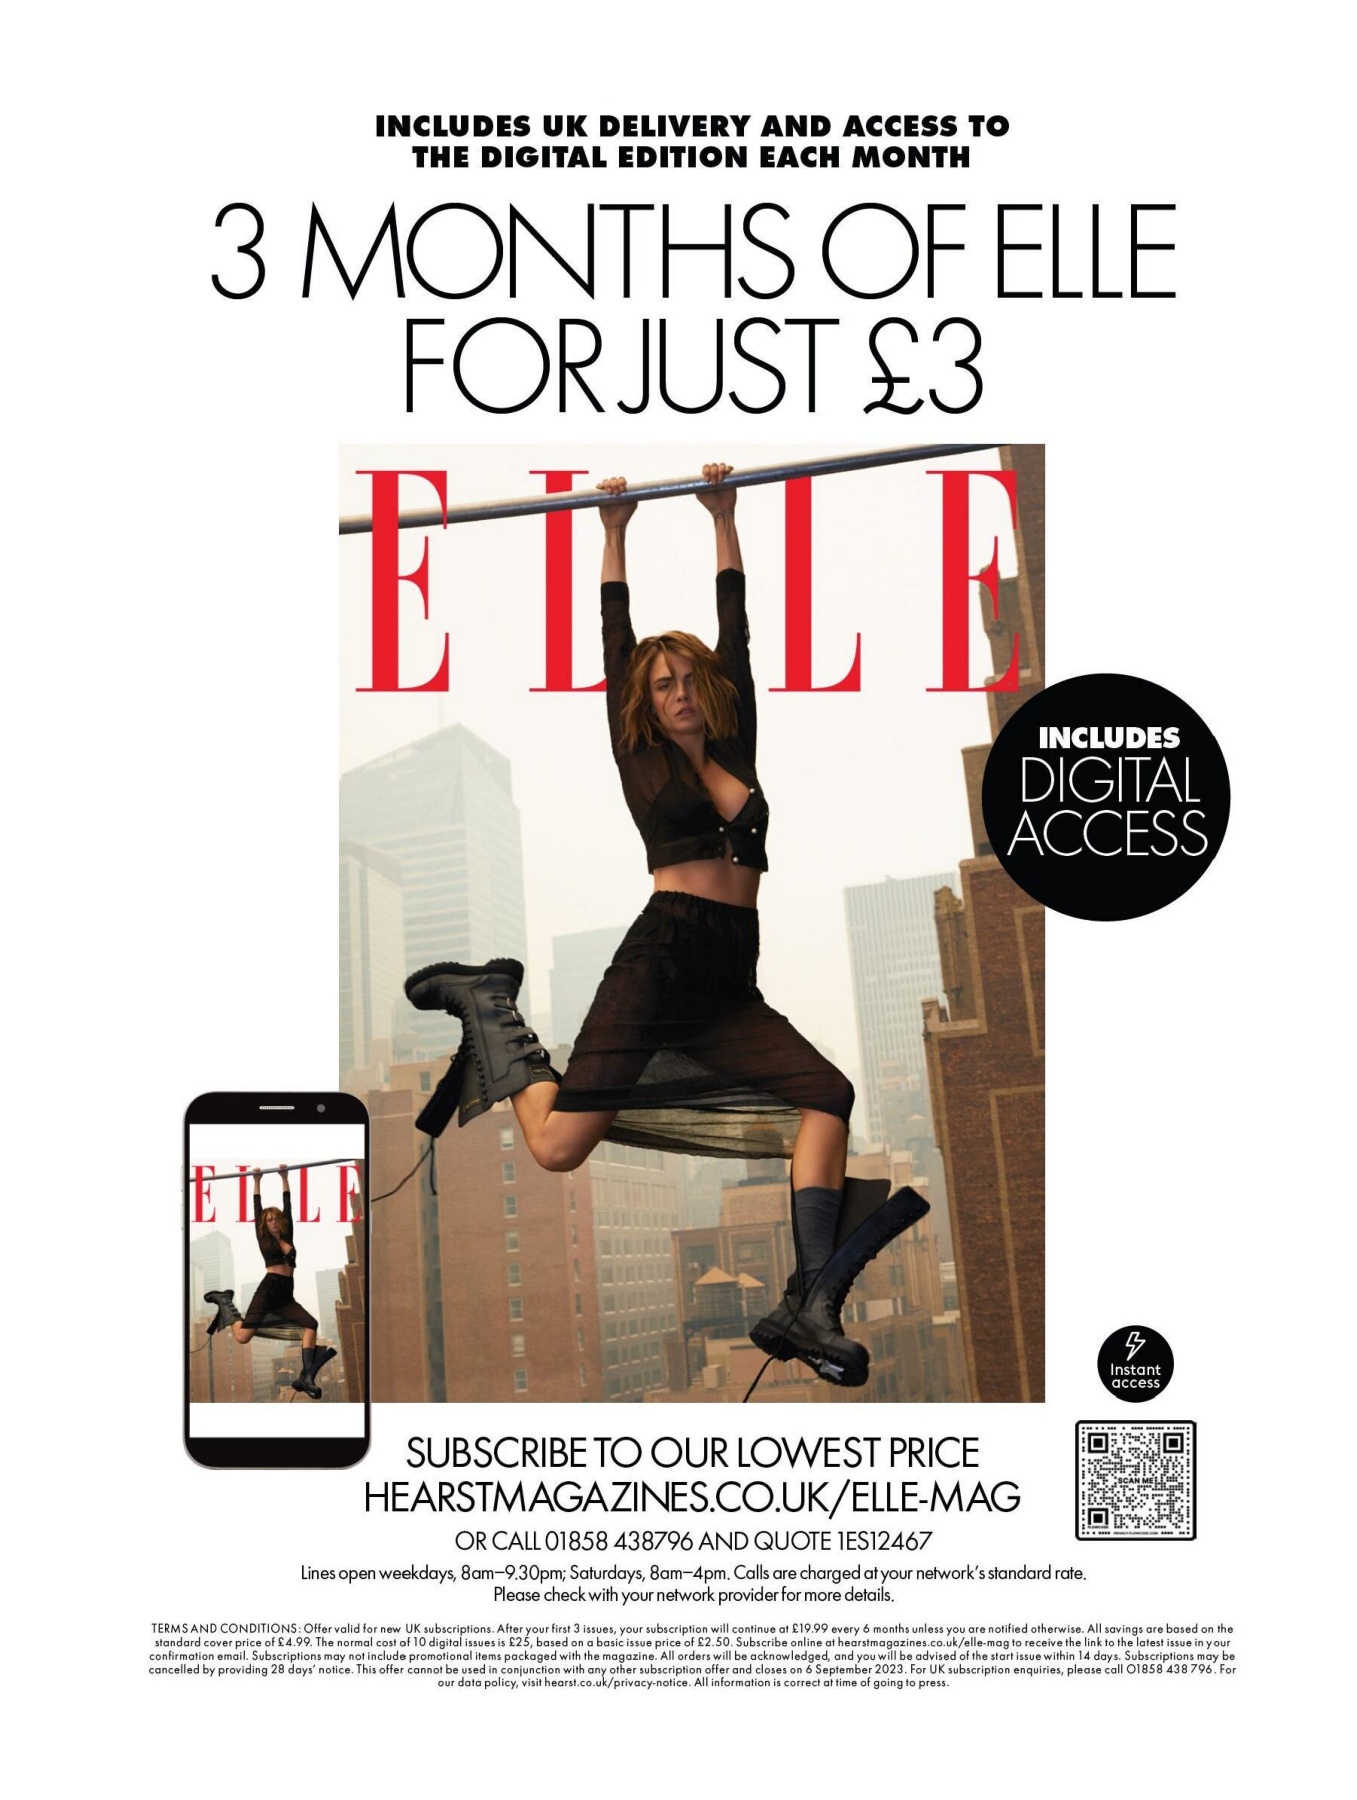 INCLUDES UK DELIVERY AND ACCESS TO
THE DIGITAL EDITION EACH MONTH
3 MONTHS OF ELLE
FOR JUST £3
ELLE
INCLUDES
DIGITAL
ACCESS
ELLE
Instant
access
SCAN ME
SUBSCRIBE TO OUR LOWEST PRICE
HEARSTMAGAZINES.CO.UK/ELLE-MAG
OR CALL 01858 438796 AND QUOTE 1ES12467
Lines open weekdays, 8am–9.30pm; Saturdays, 8am–4pm. Calls are charged at your network's standard rate.
Please check with your network provider for more details.
TERMS AND CONDITIONS: Offer valid for new UK subscriptions. After your first 3 issues, your subscription will continue at £19.99 every 6 months unless you are notified otherwise. All savings are based on the
standard cover price of £4.99. The normal cost of 10 digital issues is £25, based on a basic issue price of £2.50. Subscribe online at hearstmagazines.co.uk/elle-mag to receive the link to the latest issue in your
confirmation email. Subscriptions may not include promotional items packaged with the magazine. All orders will be acknowledged, and you will be advised of the start issue within 14 days. Subscriptions may be
cancelled by providing 28 days' notice. This offer cannot be used in conjunction with any other subscription offer and closes on 6 September 2023. For UK subscription enquiries, please call 01858 438 796. For
our data policy, visit hearst.co.uk/privacy-notice. All information is correct at time of going to press.